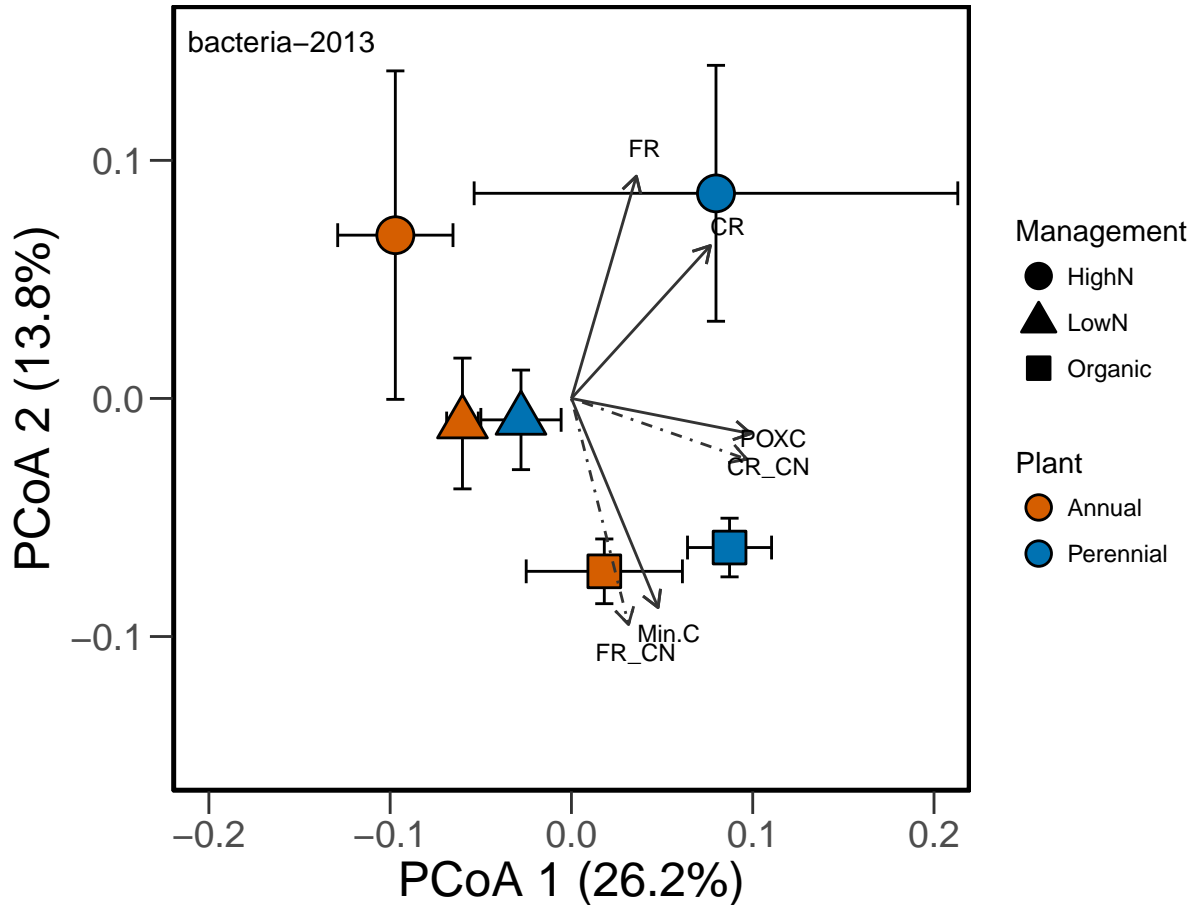 bacteria−2013
FR
CR
POXC
CR_CN
Min.C
FR_CN
0.1
0.0
−0.1
PCoA 2 (13.8%)
−0.2
−0.1
0.0
0.1
0.2
PCoA 1 (26.2%)
Management
HighN
LowN
Organic
Plant
Annual
Perennial